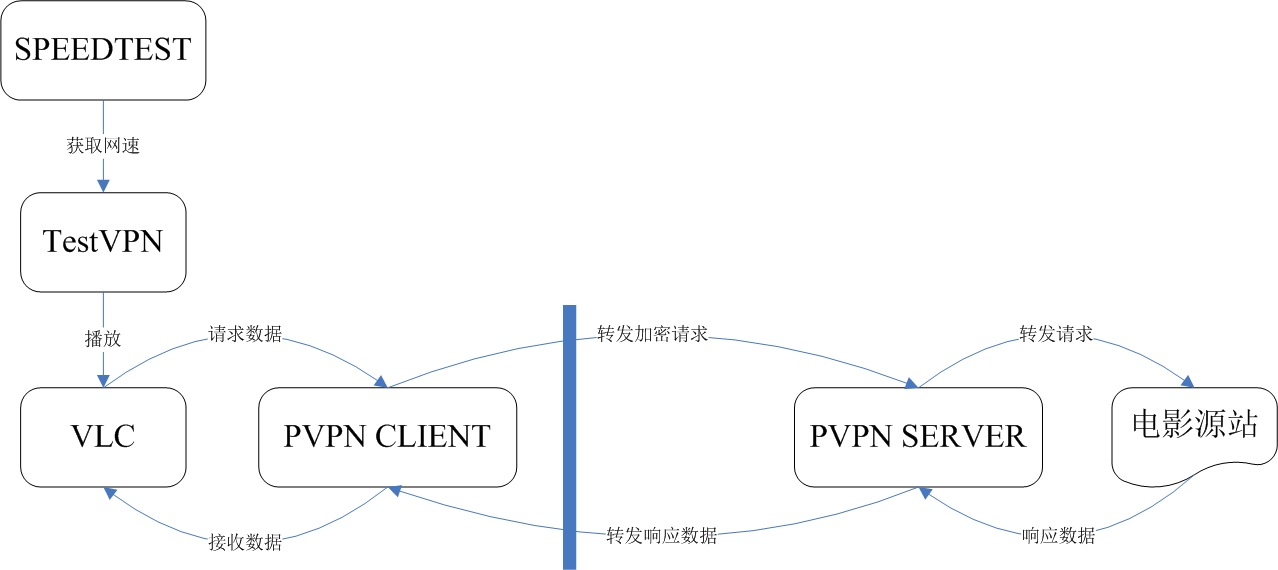 SPEEDTEST
获取网速
TestVPN
播放
请求数据
转发加密请求
转发请求
VLC
PVPN CLIENT
PVPN SERVER
电影源站
接收数据
转发响应数据
响应数据